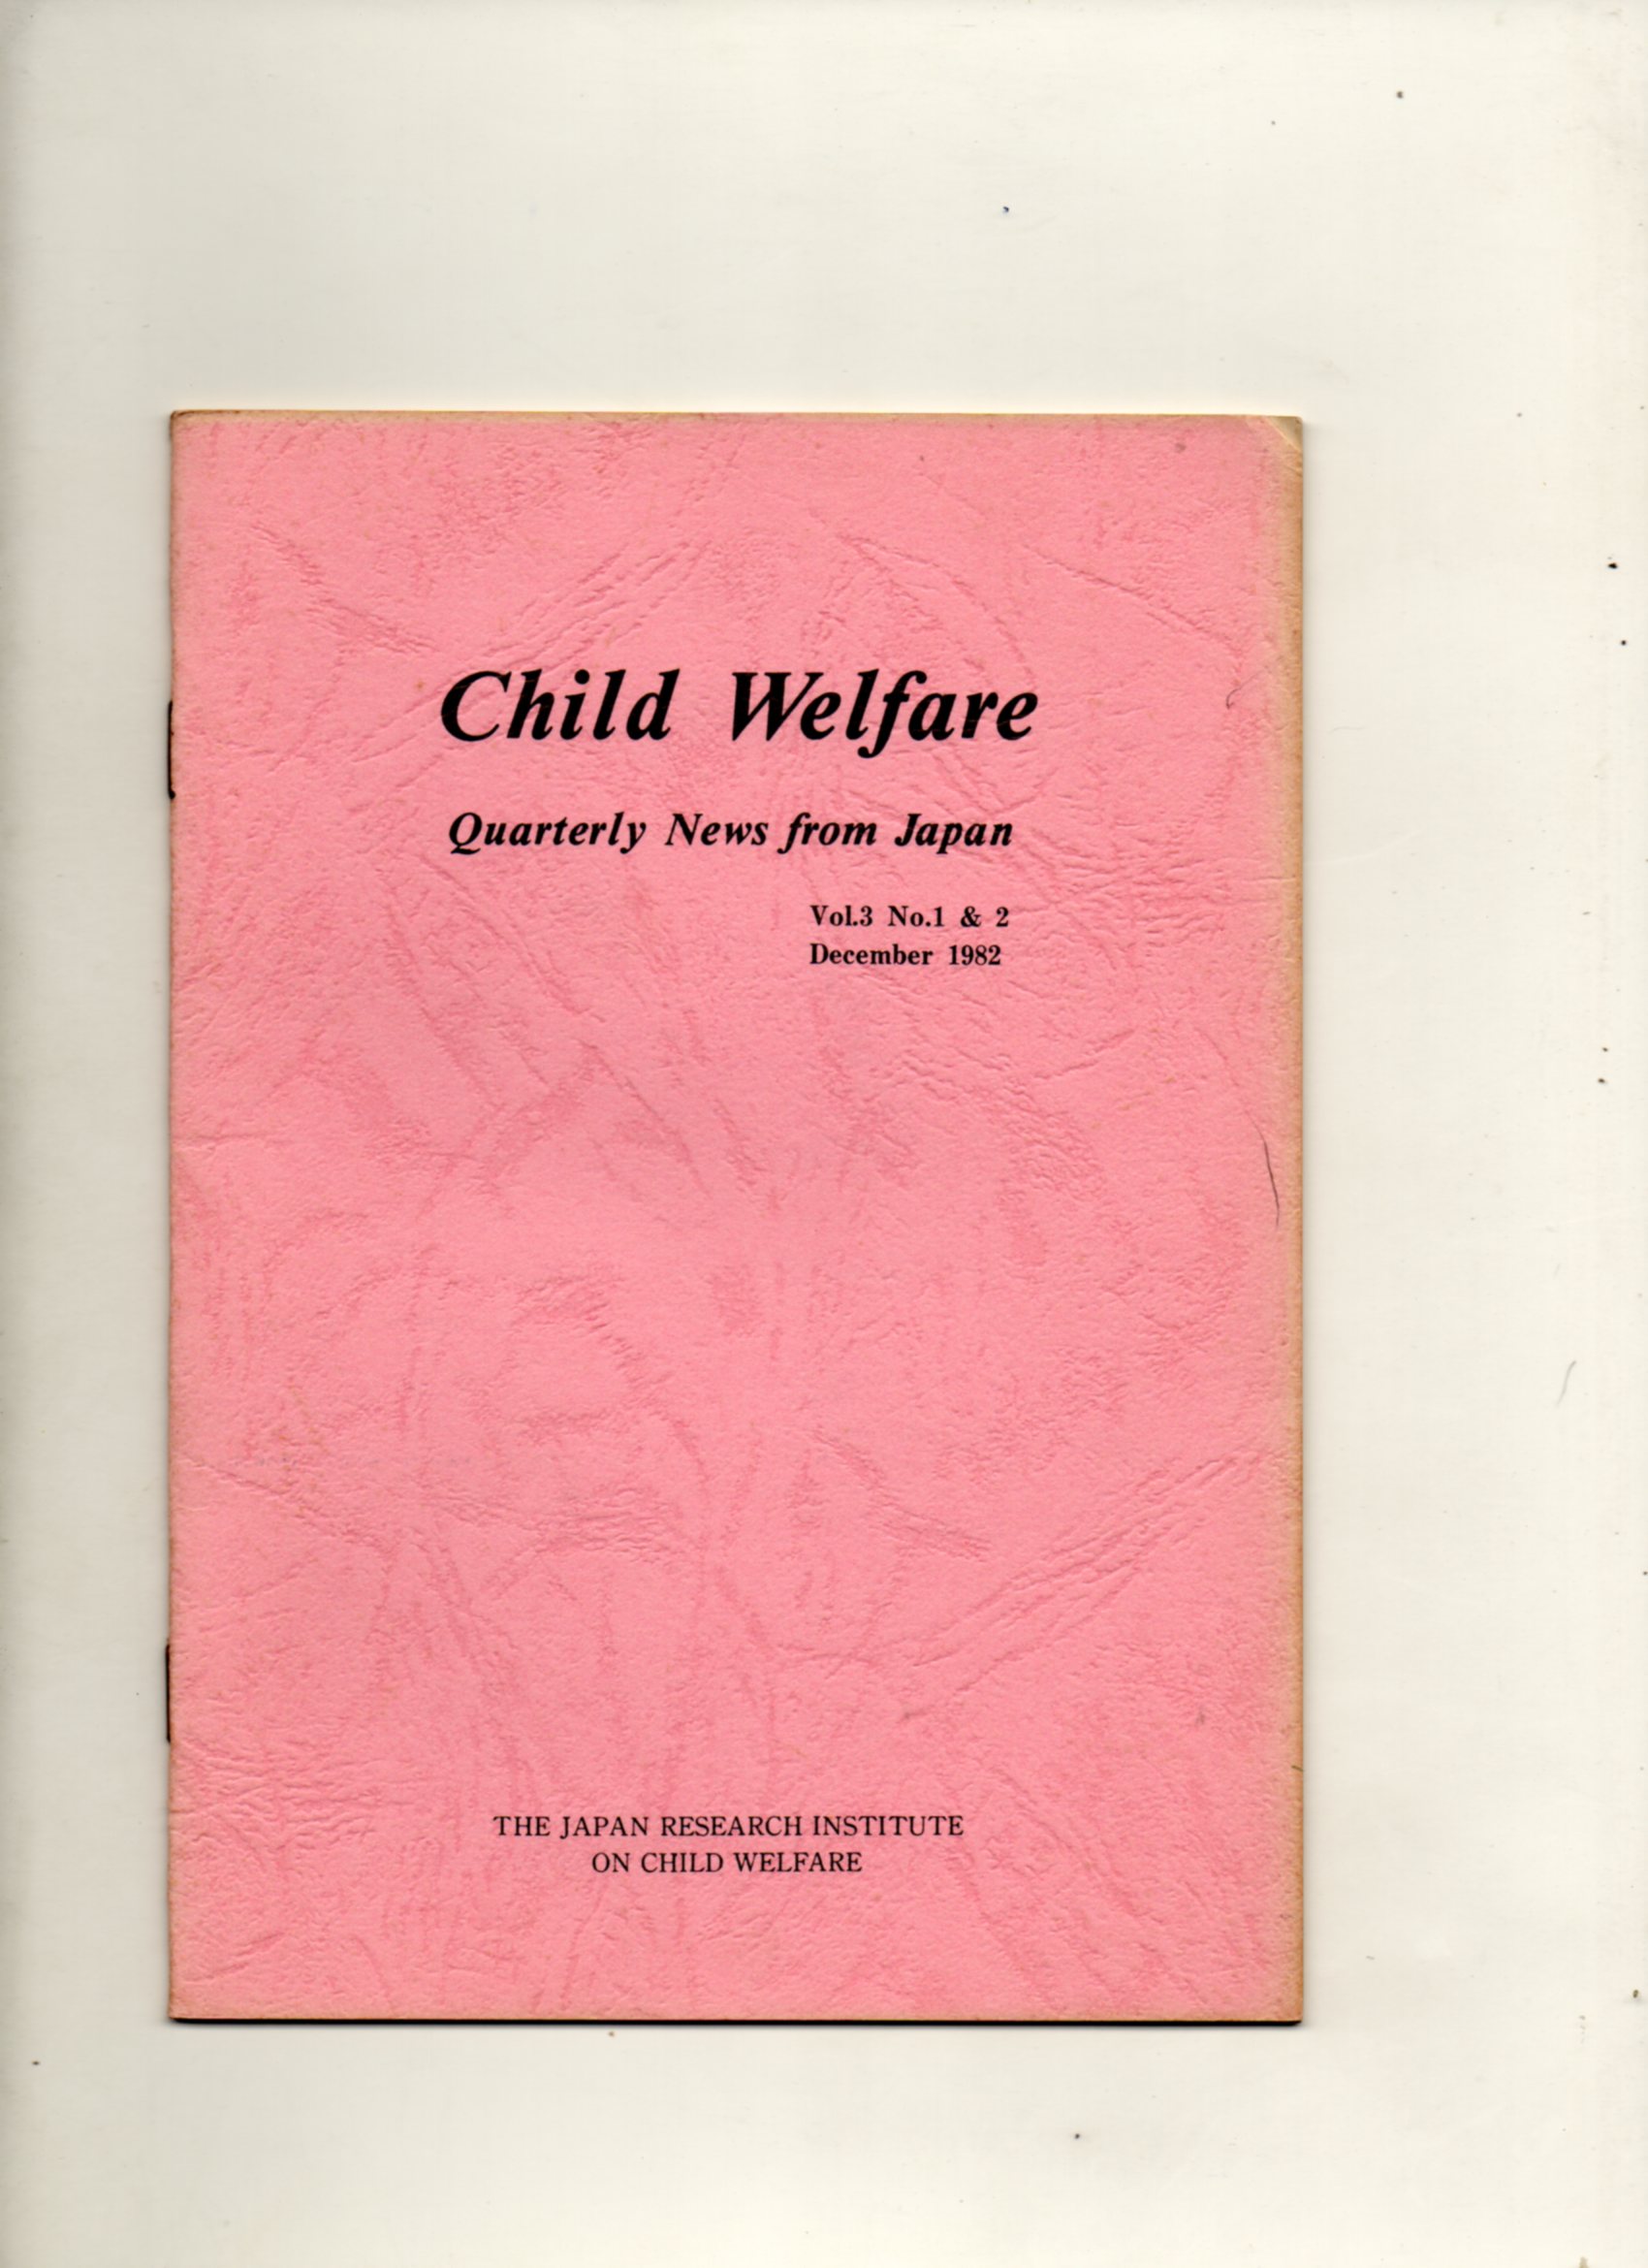 Child Welfare
Quarterly News from Japan
Vol.3 No.1 & 2
December 1982
THE JAPAN RESEARCH INSTITUTE
ON CHILD WELFARE